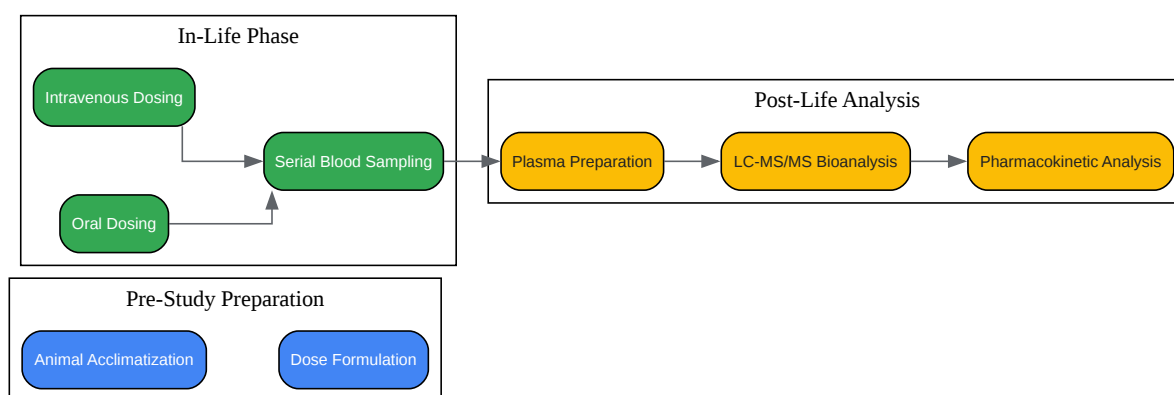 In-Life Phase
Intravenous Dosing
Serial Blood Sampling
Oral Dosing
Post-Life Analysis
Plasma Preparation
LC-MS/MS Bioanalysis
Pharmacokinetic Analysis
Pre-Study Preparation
Animal Acclimatization
Dose Formulation